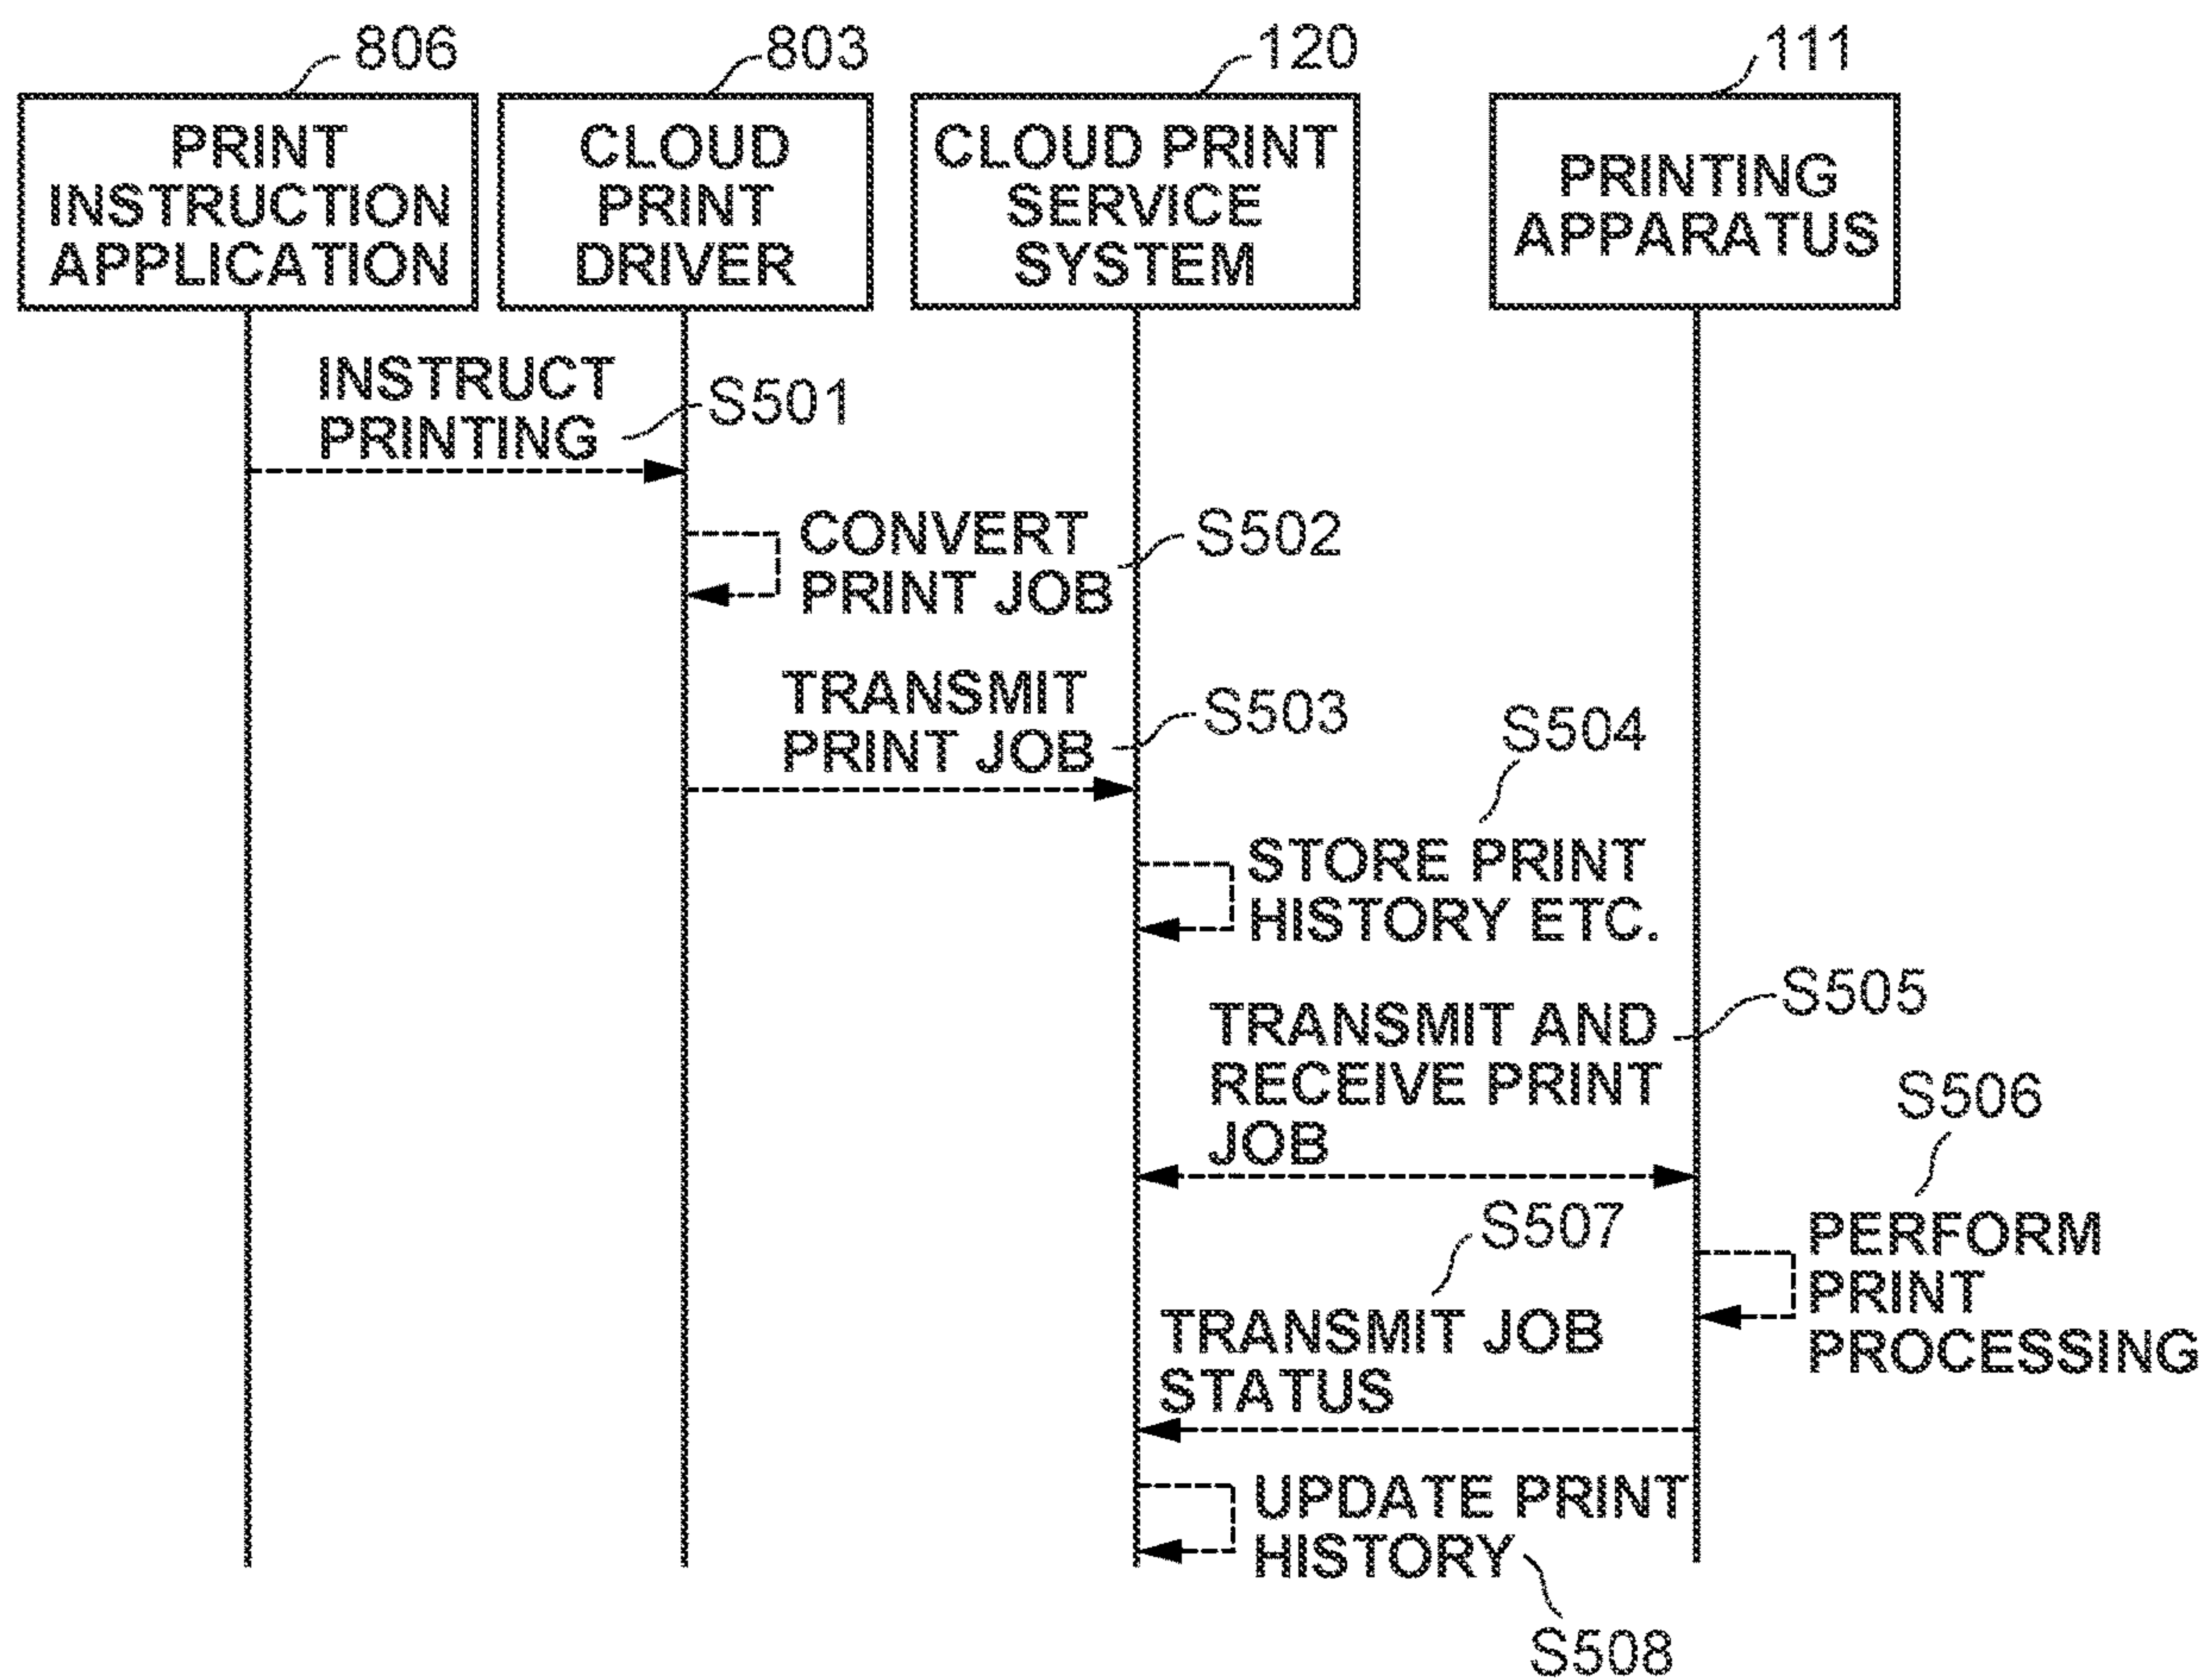 806
803
120
111
PRINT
INSTRUCTION
APPLICATION
CLOUD
PRINT
DRIVER
CLOUD PRINT
SERVICE
SYSTEM
PRINTING
APPARATUS
INSTRUCT
PRINTING
S501
CONVERT
PRINT JOB
S502
TRANSMIT
PRINT JOB
S503
S504
STORE PRINT
HISTORY ETC.
S505
TRANSMIT AND
RECEIVE PRINT
JOB
S506
PERFORM
PRINT
PROCESSING
S507
TRANSMIT JOB
STATUS
UPDATE PRINT
HISTORY
S508